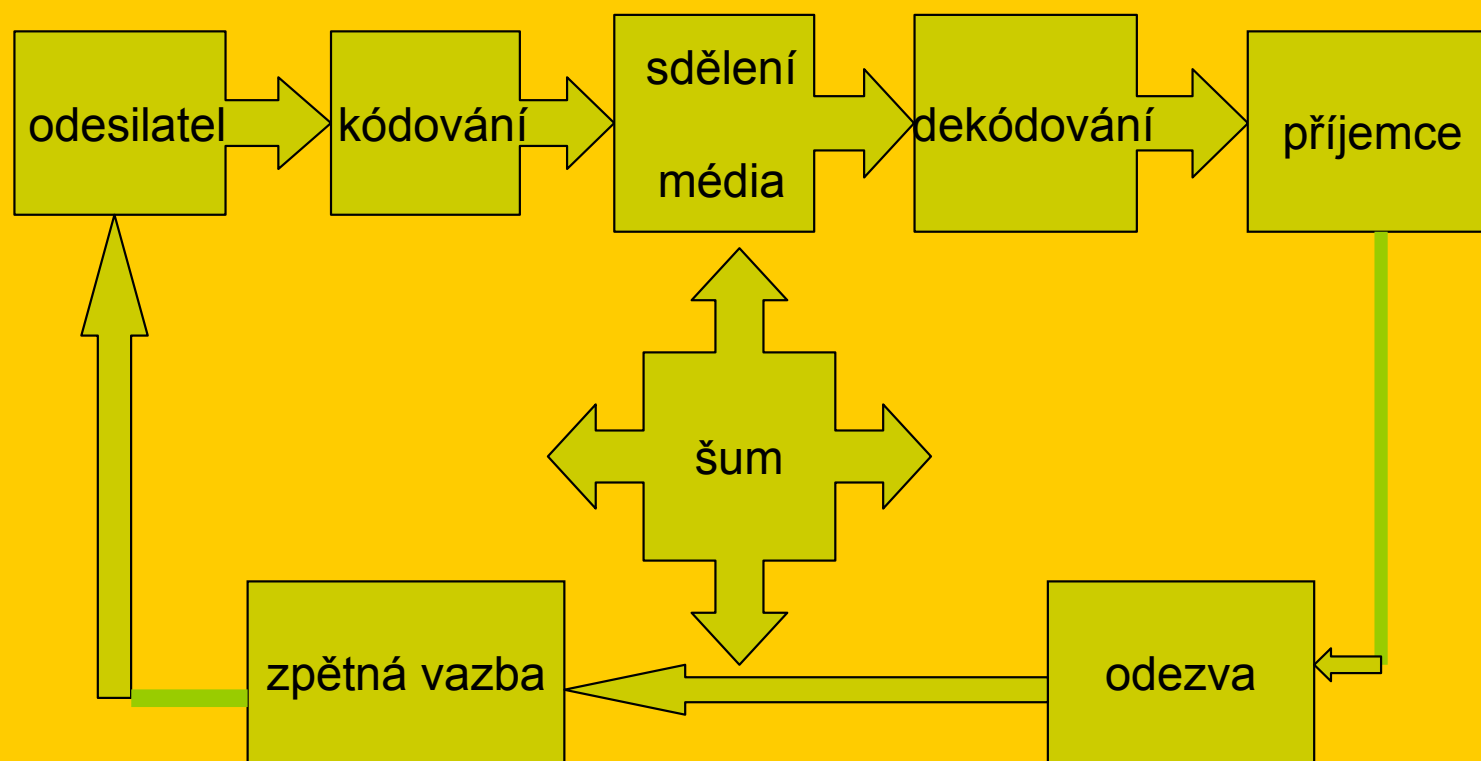 odesilatel
kódování
sdělení
média
dekódování
příjemce
šum
zpětná vazba
odezva